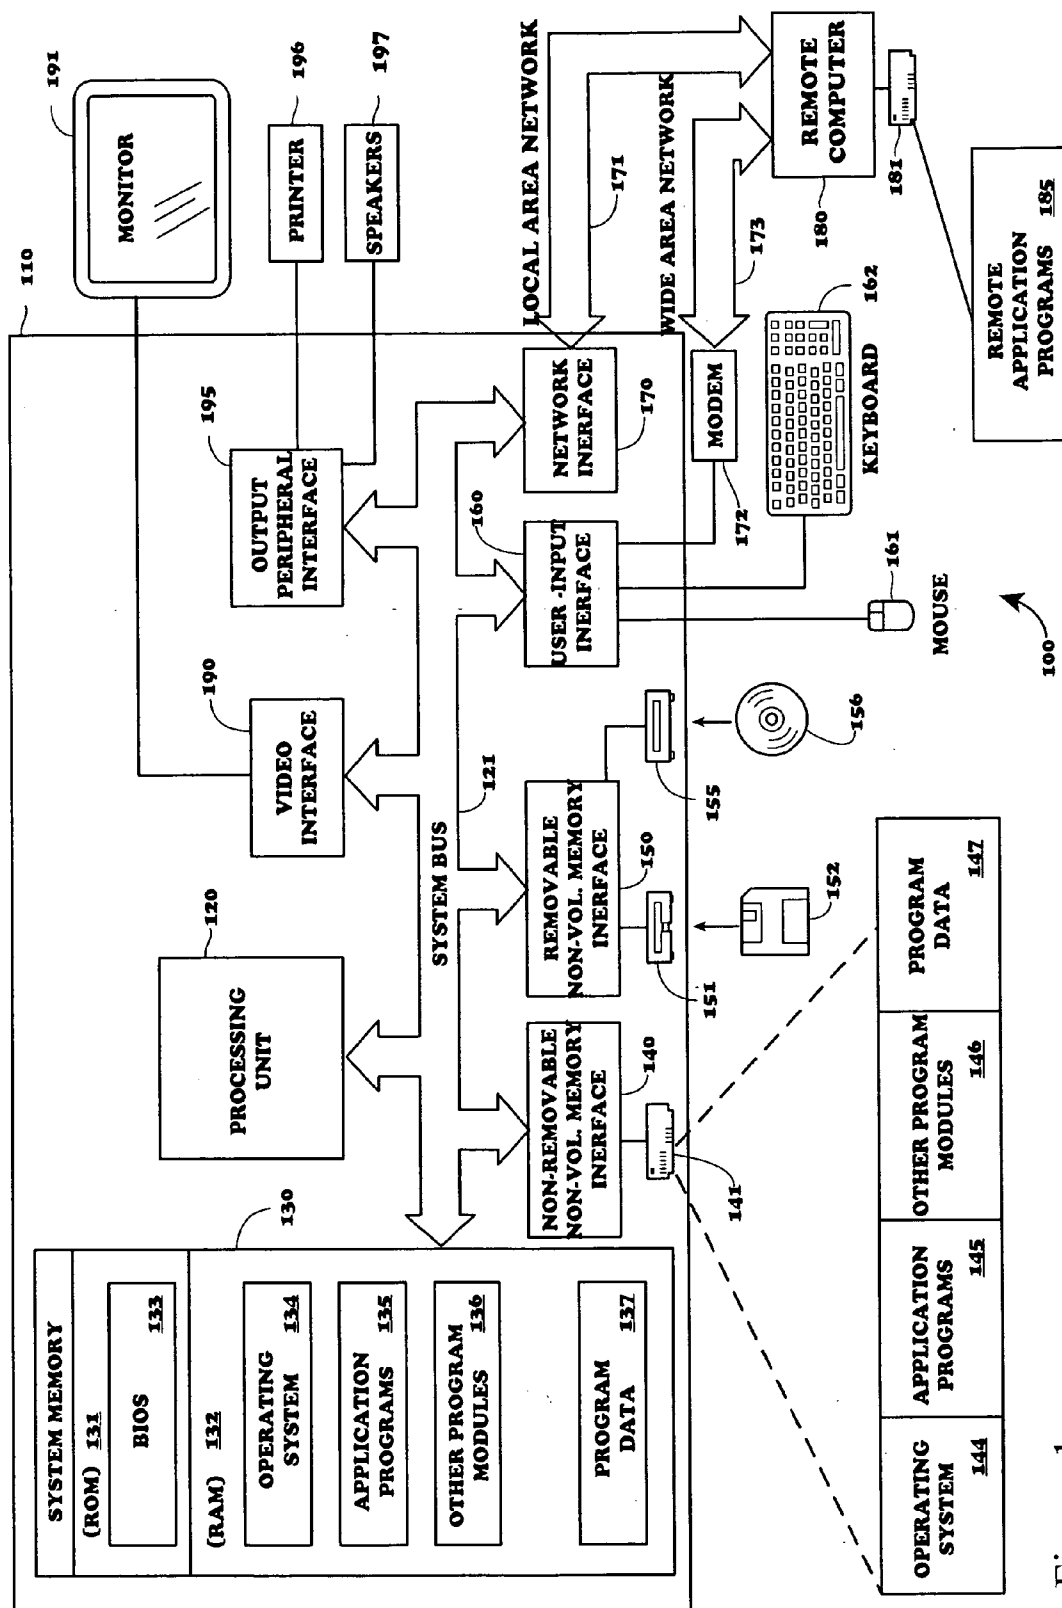 SYSTEM MEMORY
(ROM) 131
BIOS
133
(RAM) 132
OPERATING
SYSTEM
134
APPLICATION
PROGRAMS
135
OTHER PROGRAM
MODULES
136
PROGRAM
DATA
137
130
PROCESSING
UNIT
120
SYSTEM BUS
121
VIDEO
INTERFACE
190
OUTPUT
PERIPHERAL
INTERFACE
195
110
MONITOR
191
PRINTER
196
SPEAKERS
197
NON-REMOVABLE
NON-VOL. MEMORY
INERFACE
140
141
REMOVABLE
NON-VOL. MEMORY
INERFACE
150
151
152
155
156
USER -INPUT
INERFACE
160
NETWORK
INERFACE
170
LOCAL AREA NETWORK
171
WIDE AREA NETWORK
173
MODEM
172
REMOTE
COMPUTER
180
181
REMOTE
APPLICATION
PROGRAMS
185
KEYBOARD
162
MOUSE
161
100
OPERATING
SYSTEM
144
APPLICATION
PROGRAMS
145
OTHER PROGRAM
MODULES
146
PROGRAM
DATA
147